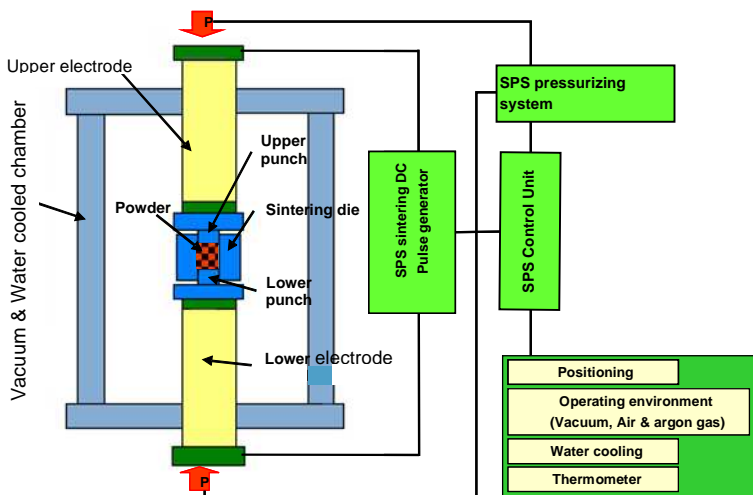 P
Upper electrode
SPS pressurizing
system
Upper
punch
Vacuum & Water cooled chamber
Powder
Sintering die
SPS sintering DC
Pulse generator
SPS Control Unit
Lower
punch
Lower electrode
Positioning
Operating environment
(Vacuum, Air & argon gas)
Water cooling
Thermometer
P